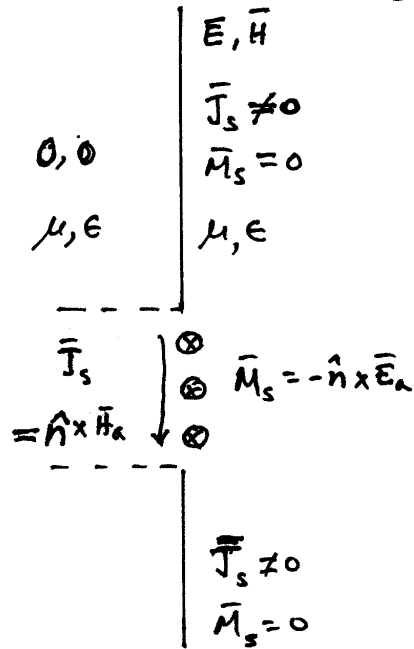 E, H̄
J̄s ≠ 0
0, 0
M̄s = 0
μ, ϵ
μ, ϵ
J̄s
M̄s = -n̂ × Ēa
= n̂ × H̄a
J̄s ≠ 0
M̄s = 0